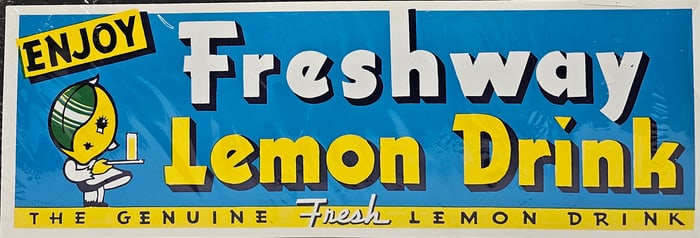 ENJOY
Freshway
Lemon Drink
THE GENUINE Fresh LEMON DRINK